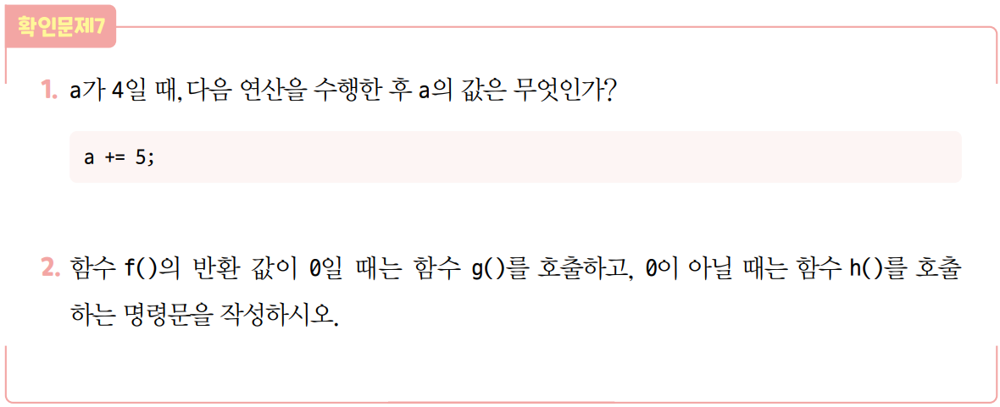 확인문제7
1. a가 4일 때, 다음 연산을 수행한 후 a의 값은 무엇인가?
a += 5;
2. 함수 f()의 반환 값이 0일 때는 함수 g()를 호출하고, 0이 아닐 때는 함수 h()를 호출
하는 명령문을 작성하시오.